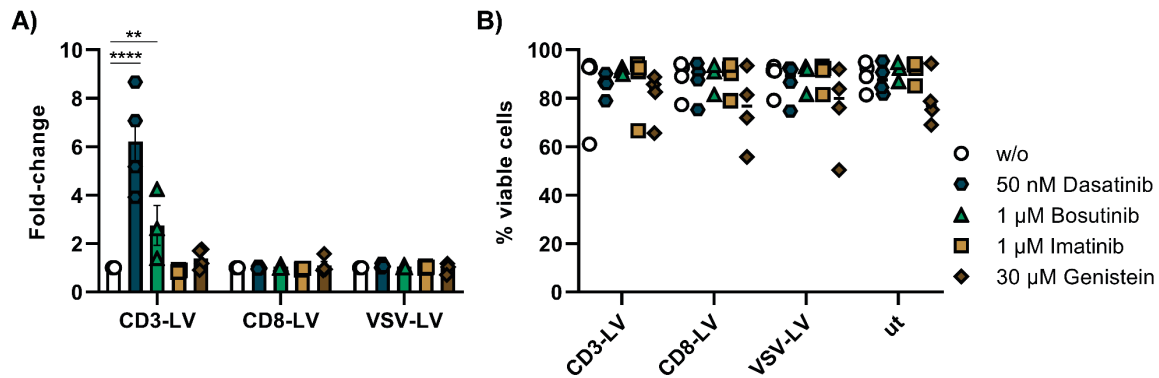 A)
Fold-change
10
8
6
4
2
0
**
****
CD3-LV
CD8-LV
VSV-LV
B)
% viable cells
100
80
60
40
20
0
CD3-LV
CD8-LV
VSV-LV
ut
w/o
50 nM Dasatinib
1 µM Bosutinib
1 µM Imatinib
30 µM Genistein